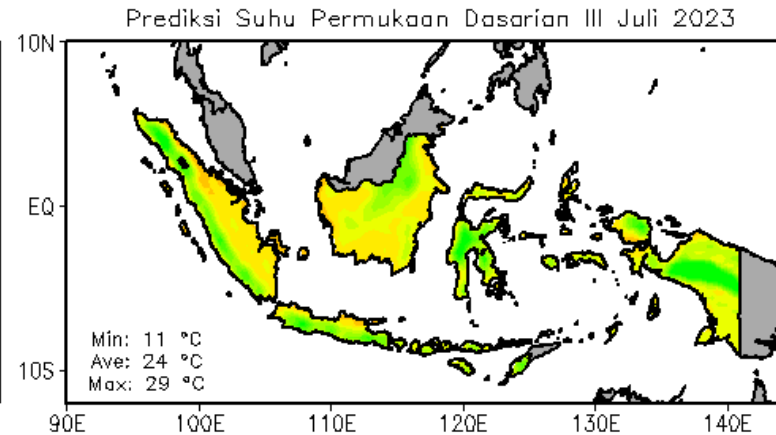 Prediksi Suhu Permukaan Dasarian III Juli 2023
10N
EQ
10S
Min: 11 °C
Ave: 24 °C
Max: 29 °C
90E 100E 110E 120E 130E 140E